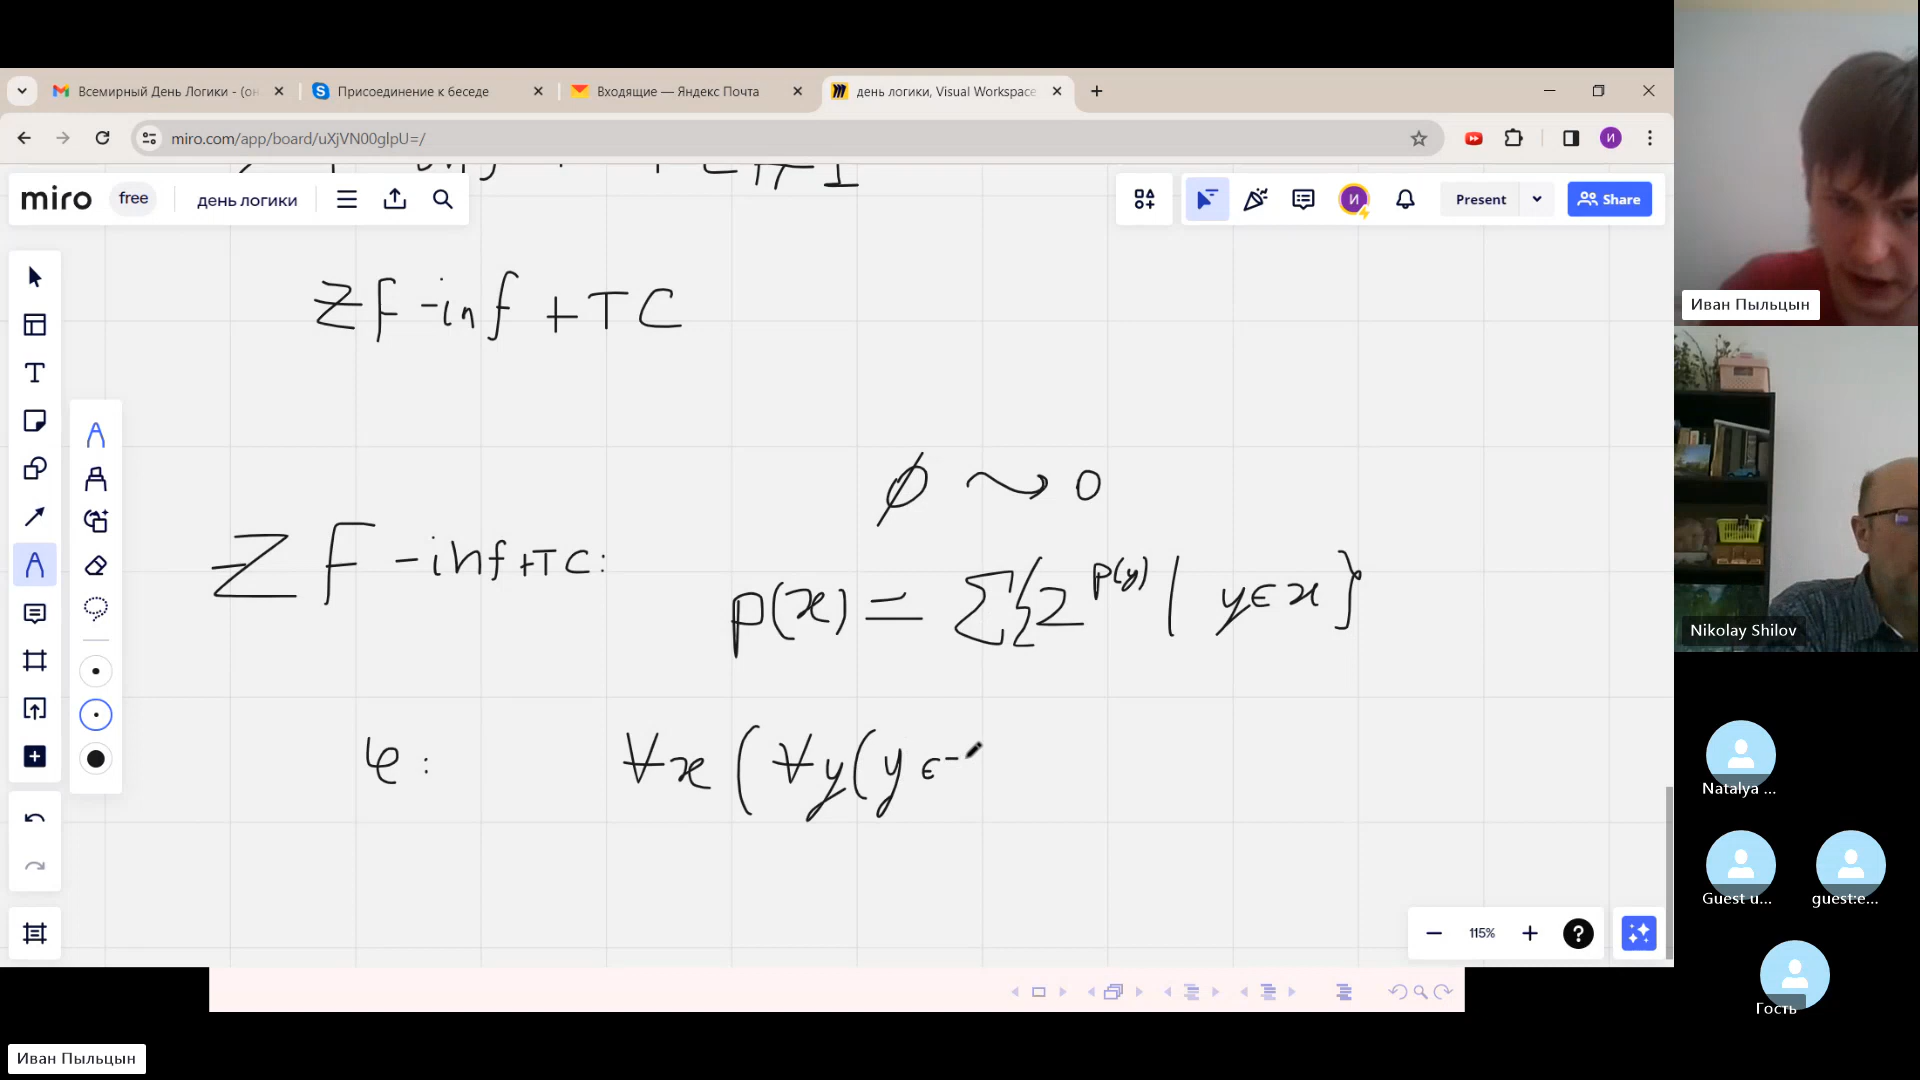 Всемирный День Логики - (он
Присоединение к беседе
Входящие — Яндекс Почта
день логики, Visual Workspace
miro.com/app/board/uXjVN00glpU=/
miro
free
день логики
И
Present
Share
ZF -inf + TC
∅ ⇝ 0
ZF -inf+TC:
p(x) = Σ{2^p(y) | y∈x}
φ: ∀x (∀y(y ∈
115%
Иван Пыльцын
Nikolay Shilov
Natalya ...
Guest u...
guest:e...
Гость
Иван Пыльцын